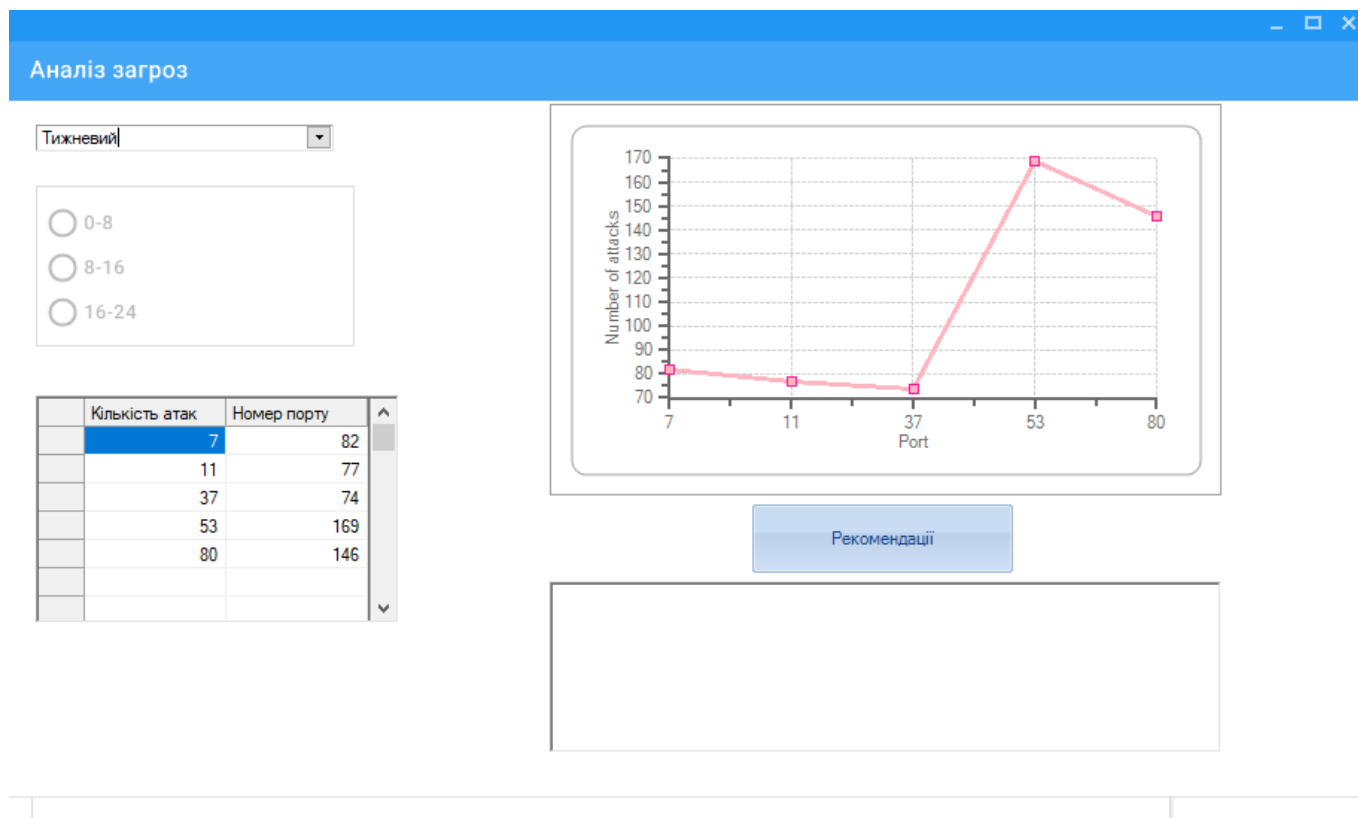 Аналіз загроз
Тижневий
0-8
8-16
16-24
Кількість атак Номер порту
7 82
11 77
37 74
53 169
80 146
170
160
150
140
130
120
110
100
90
80
70
Number of attacks
7 11 37 53 80
Port
Рекомендації